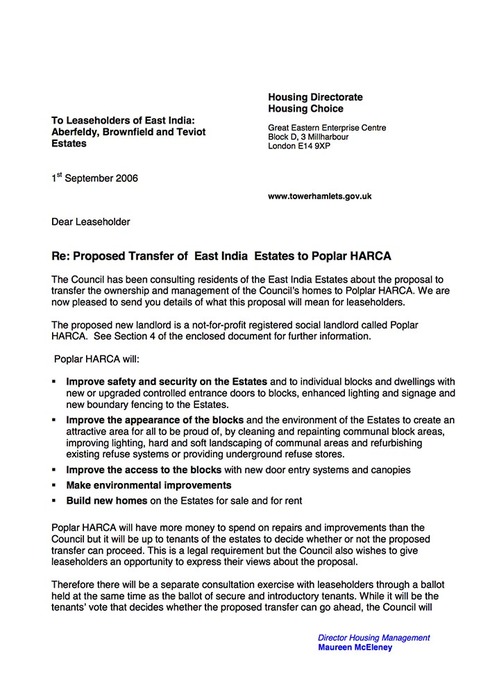 Housing Directorate
Housing Choice
Great Eastern Enterprise Centre
Block D, 3 Millharbour
London E14 9XP
To Leaseholders of East India:
Aberfeldy, Brownfield and Teviot
Estates
1st September 2006
www.towerhamlets.gov.uk
Dear Leaseholder
Re: Proposed Transfer of East India Estates to Poplar HARCA
The Council has been consulting residents of the East India Estates about the proposal to
transfer the ownership and management of the Council's homes to Polplar HARCA. We are
now pleased to send you details of what this proposal will mean for leaseholders.
The proposed new landlord is a not-for-profit registered social landlord called Poplar
HARCA. See Section 4 of the enclosed document for further information.
Poplar HARCA will:
▪ Improve safety and security on the Estates and to individual blocks and dwellings with
new or upgraded controlled entrance doors to blocks, enhanced lighting and signage and
new boundary fencing to the Estates.
▪ Improve the appearance of the blocks and the environment of the Estates to create an
attractive area for all to be proud of, by cleaning and repainting communal block areas,
improving lighting, hard and soft landscaping of communal areas and refurbishing
existing refuse systems or providing underground refuse stores.
▪ Improve the access to the blocks with new door entry systems and canopies
▪ Make environmental improvements
▪ Build new homes on the Estates for sale and for rent
Poplar HARCA will have more money to spend on repairs and improvements than the
Council but it will be up to tenants of the estates to decide whether or not the proposed
transfer can proceed. This is a legal requirement but the Council also wishes to give
leaseholders an opportunity to express their views about the proposal.
Therefore there will be a separate consultation exercise with leaseholders through a ballot
held at the same time as the ballot of secure and introductory tenants. While it will be the
tenants' vote that decides whether the proposed transfer can go ahead, the Council will
Director Housing Management
Maureen McEleney